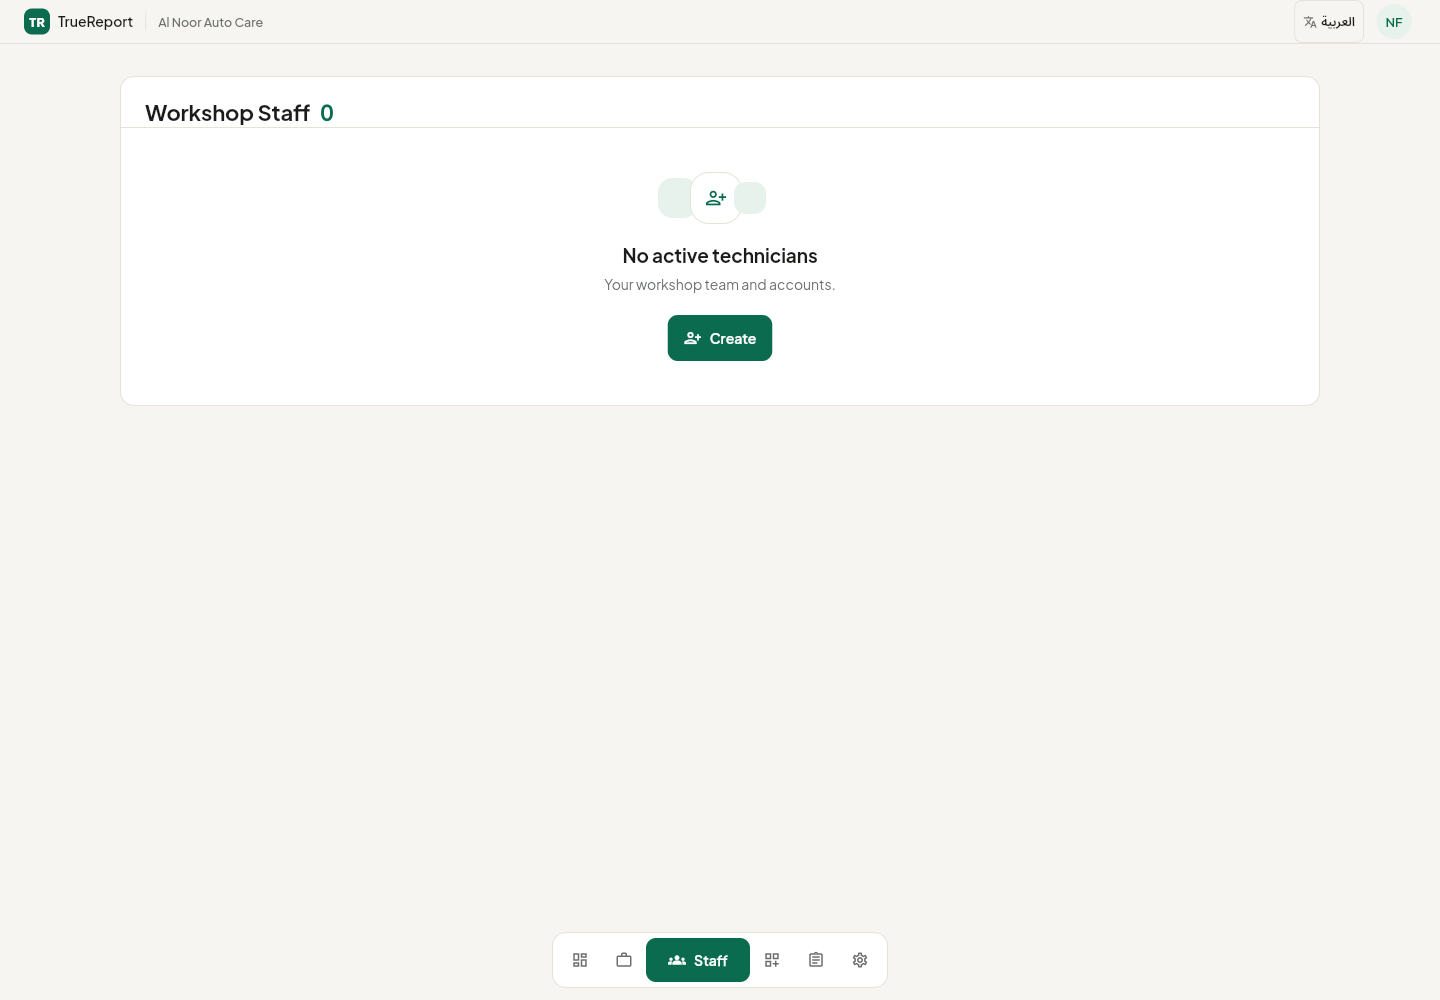 TR TrueReport Al Noor Auto Care العربية NF
Workshop Staff 0
No active technicians
Your workshop team and accounts.
Create
Staff